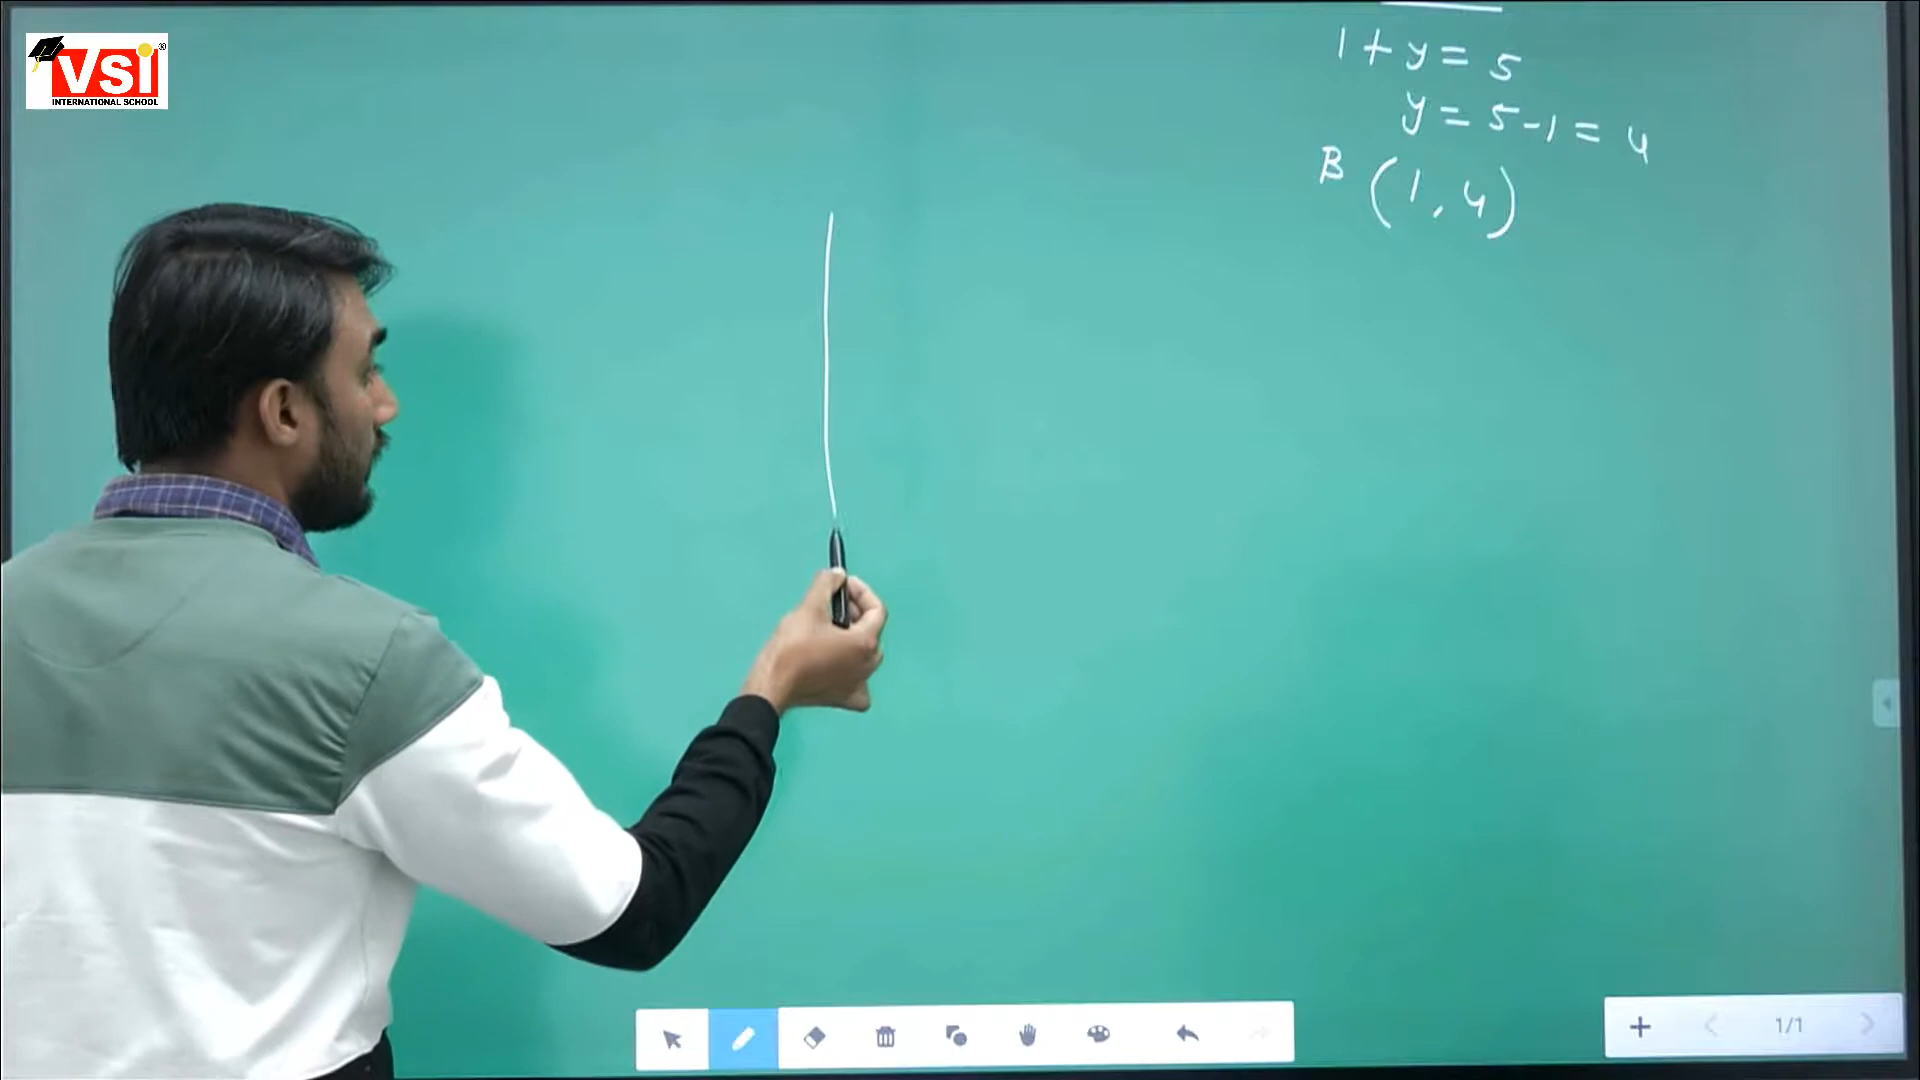 VSI
INTERNATIONAL SCHOOL
1 + y = 5
y = 5 - 1 = 4
B (1, 4)
1/1